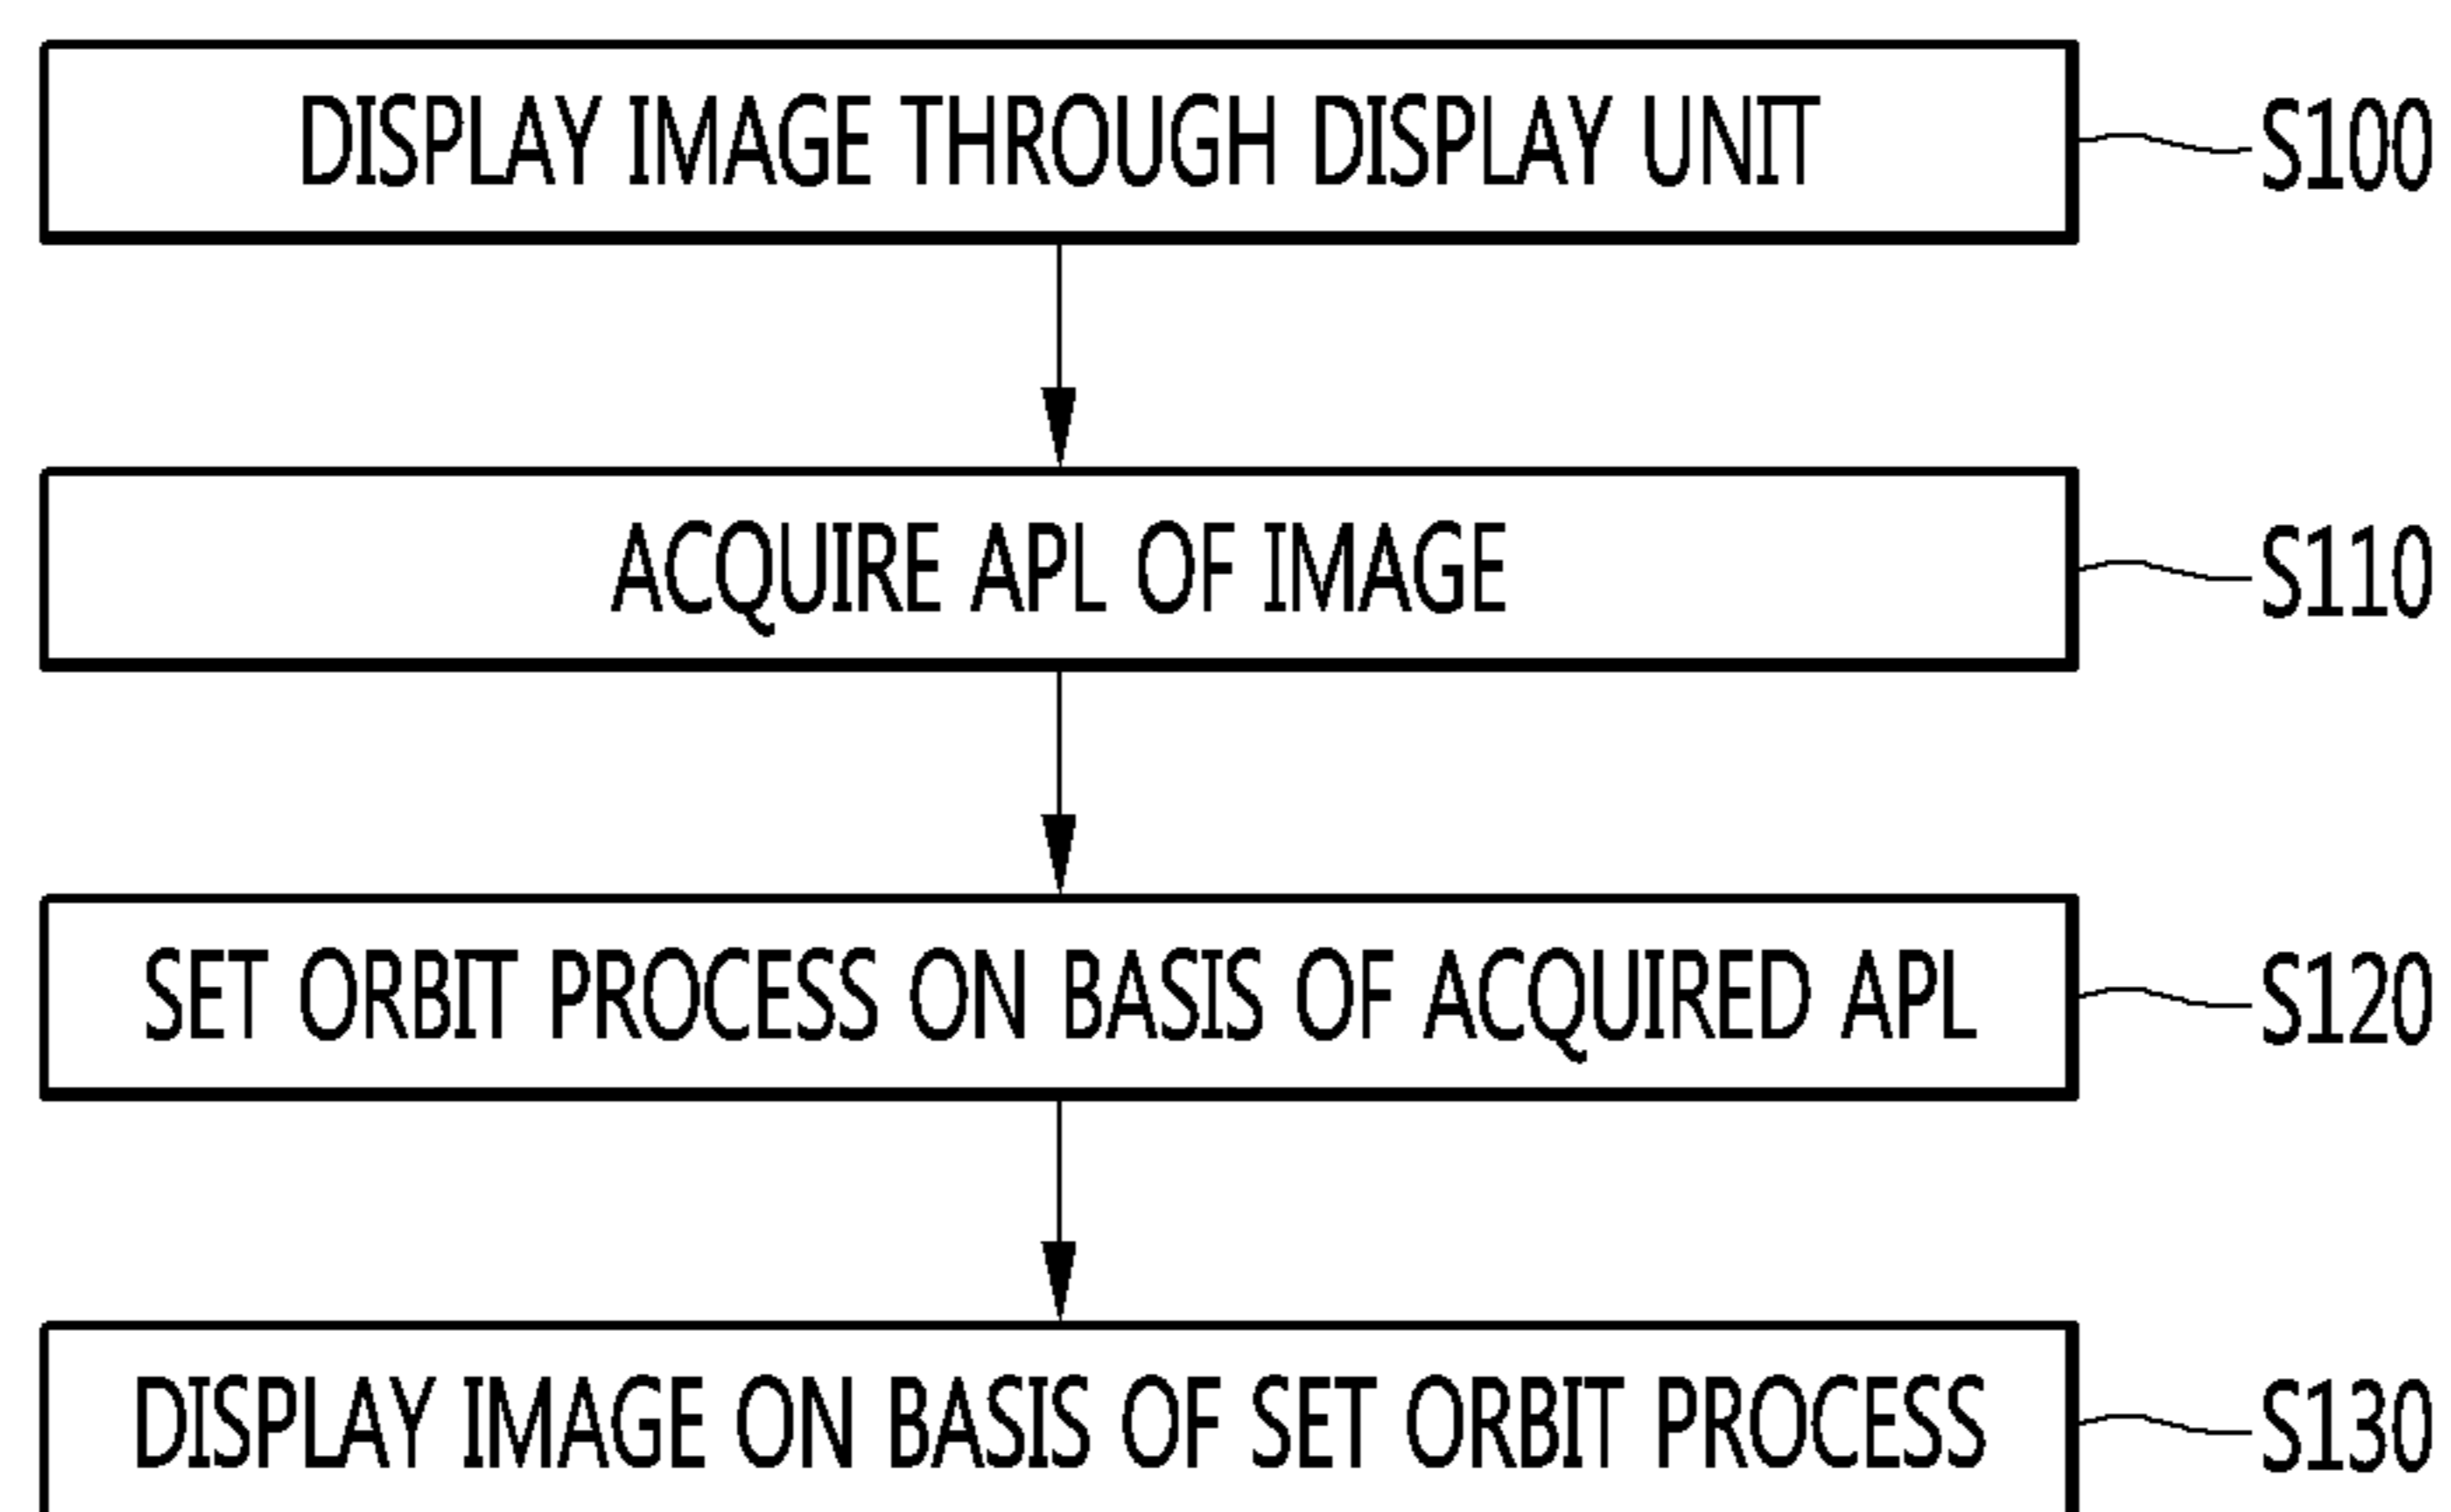 DISPLAY IMAGE THROUGH DISPLAY UNIT S100
ACQUIRE APL OF IMAGE S110
SET ORBIT PROCESS ON BASIS OF ACQUIRED APL S120
DISPLAY IMAGE ON BASIS OF SET ORBIT PROCESS S130